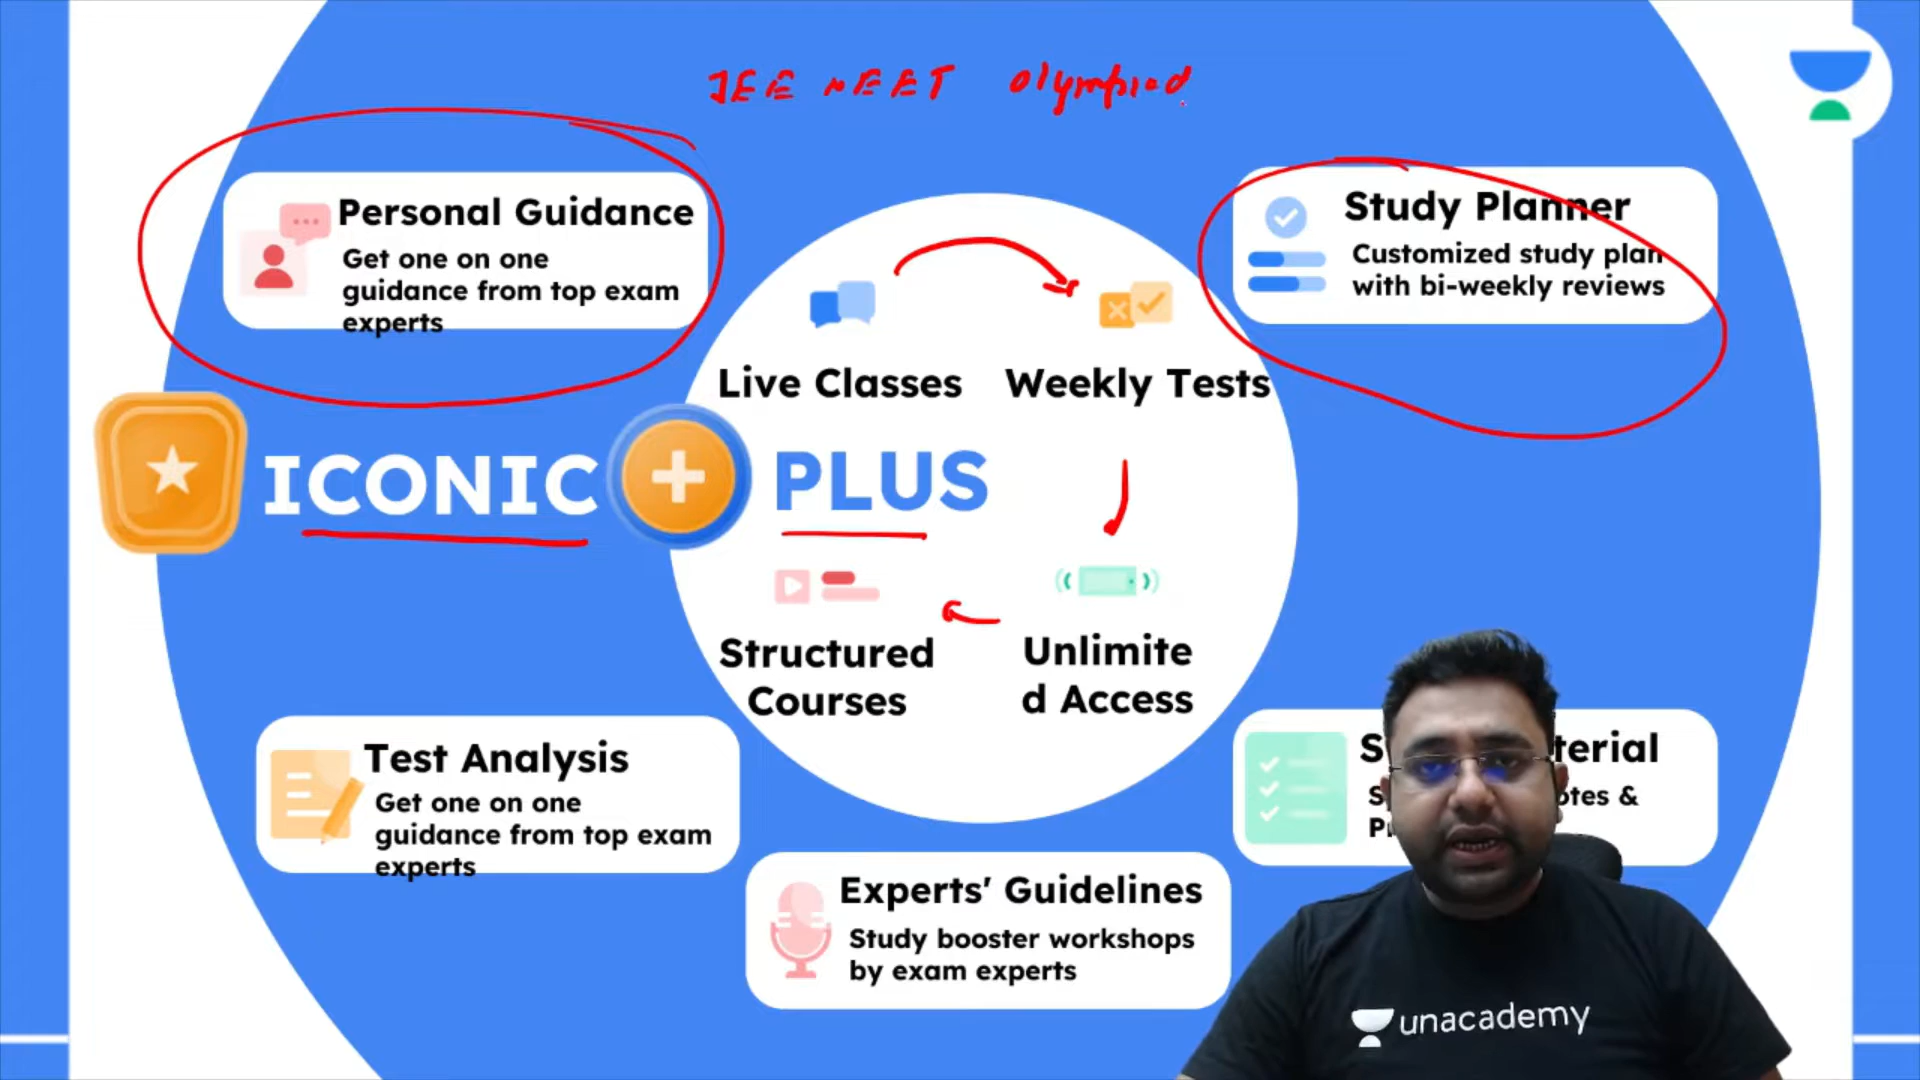 JEE NEET Olympiad
Personal Guidance
Get one on one
guidance from top exam
experts
Study Planner
Customized study plan
with bi-weekly reviews
Live Classes
Weekly Tests
ICONIC + PLUS
Structured
Courses
Unlimite
d Access
Test Analysis
Get one on one
guidance from top exam
experts
Experts' Guidelines
Study booster workshops
by exam experts
&
unacademy